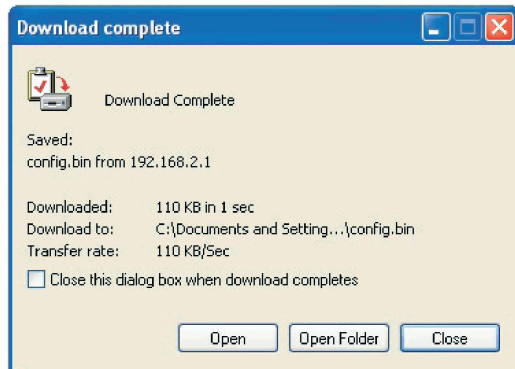 Download complete
Download Complete
Saved:
config.bin from 192.168.2.1
Downloaded: 110 KB in 1 sec
Download to: C:\Documents and Setting...\config.bin
Transfer rate: 110 KB/Sec
Close this dialog box when download completes
Open Open Folder Close